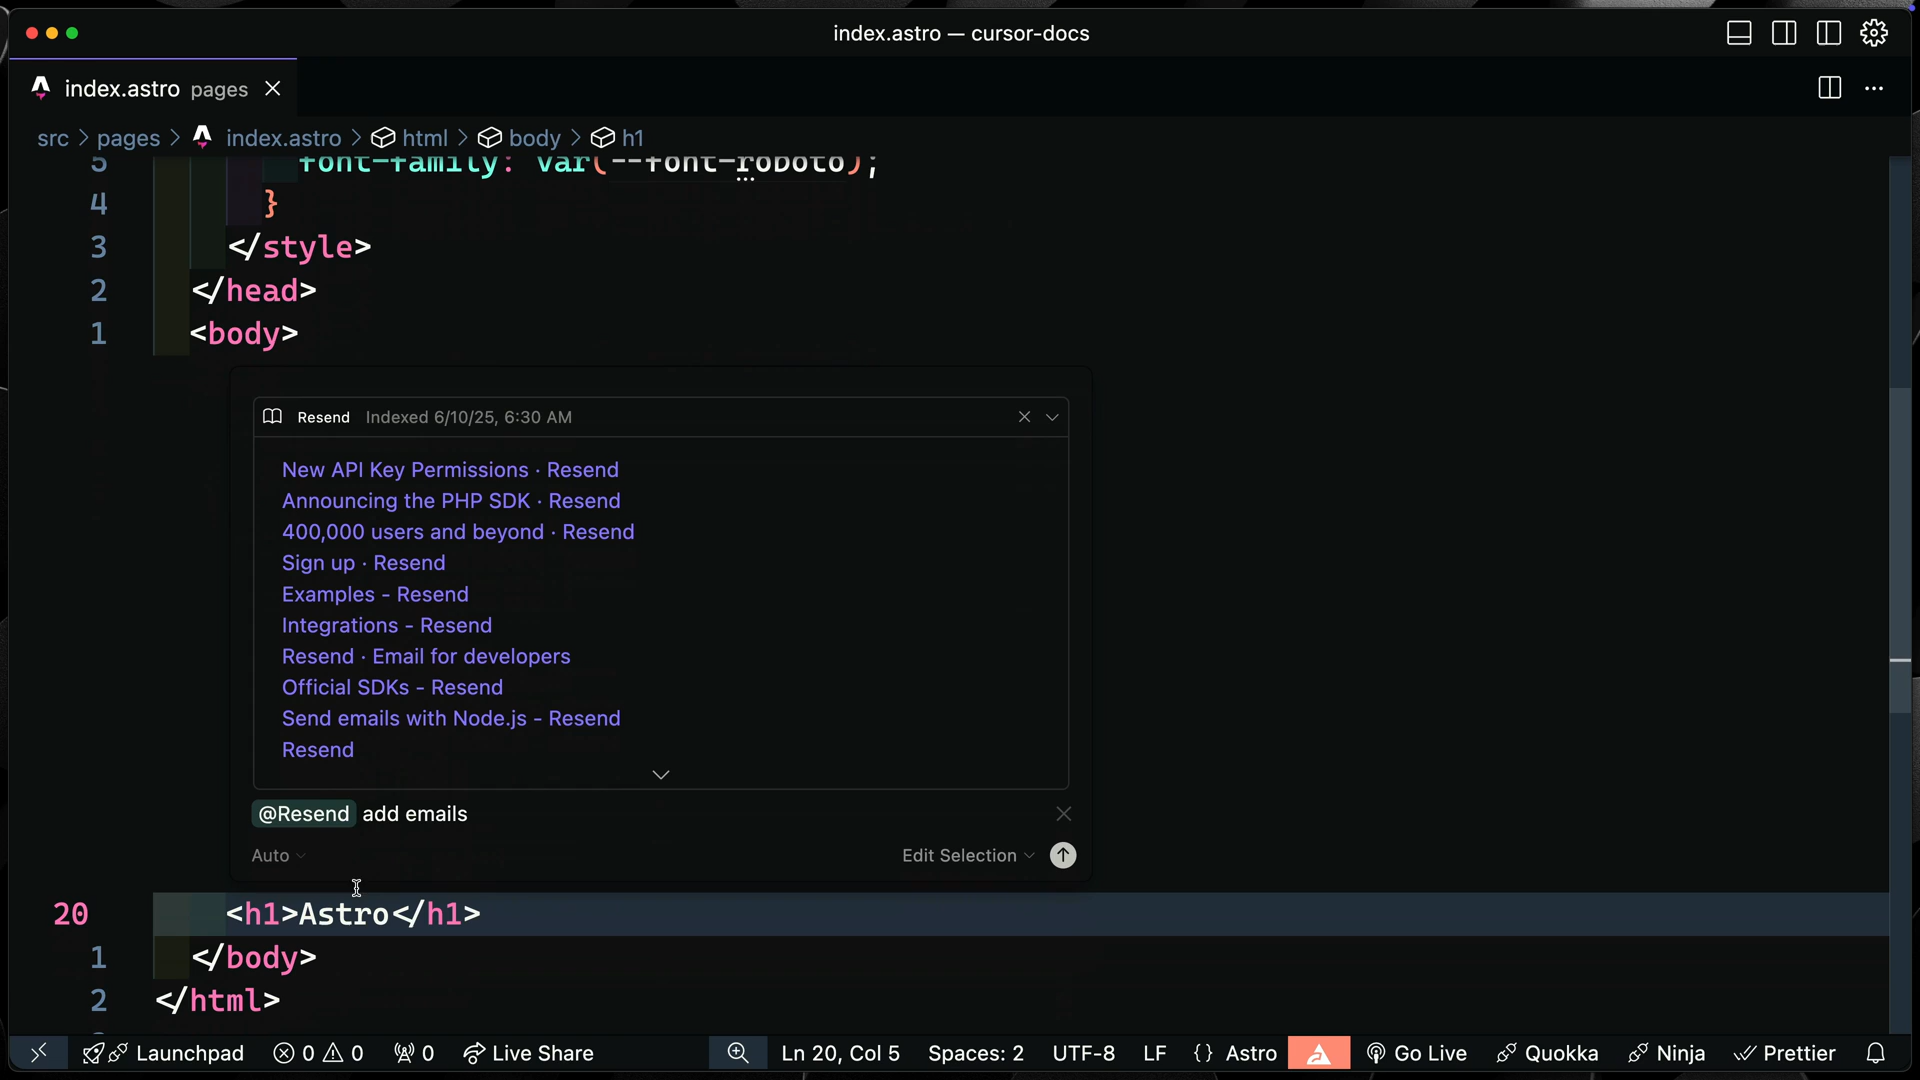 index.astro — cursor-docs
index.astro pages
src > pages > index.astro > html > body > h1
5 font-family: var(--font-roboto);
4 }
3 </style>
2 </head>
1 <body>
Resend Indexed 6/10/25, 6:30 AM
New API Key Permissions · Resend
Announcing the PHP SDK · Resend
400,000 users and beyond · Resend
Sign up · Resend
Examples - Resend
Integrations - Resend
Resend · Email for developers
Official SDKs - Resend
Send emails with Node.js - Resend
Resend
@Resend add emails
Auto Edit Selection
20 <h1>Astro</h1>
1 </body>
2 </html>
Launchpad 0 0 0 Live Share Ln 20, Col 5 Spaces: 2 UTF-8 LF {} Astro Go Live Quokka Ninja Prettier